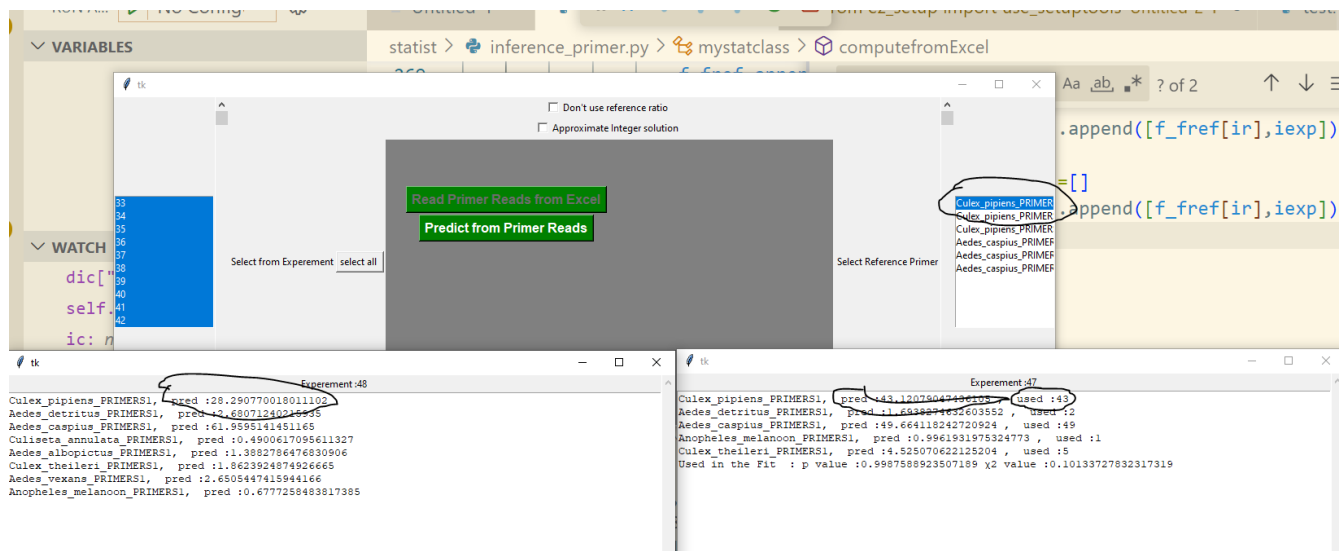 VARIABLES
statist > inference_primer.py > mystatclass > computefromExcel
Aa ab, .* ? of 2
tk
Don't use reference ratio
Approximate Integer solution
.append([f_fref[ir],iexp])
=[]
.append([f_fref[ir],iexp])
33
34
35
36
37
38
39
40
41
42
Select from Experement select all
Read Primer Reads from Excel
Predict from Primer Reads
Select Reference Primer
Culex_pipiens_PRIMER
Culex_pipiens_PRIMER
Culex_pipiens_PRIMER
Aedes_caspius_PRIMER
Aedes_caspius_PRIMER
Aedes_caspius_PRIMER
WATCH
dic["
self.
ic: n
tk
Experement :48
Culex_pipiens_PRIMERS1, pred :28.290770018011102
Aedes_detritus_PRIMERS1, pred :2.68071240215935
Aedes_caspius_PRIMERS1, pred :61.9595141451165
Culiseta_annulata_PRIMERS1, pred :0.4900617095611327
Aedes_albopictus_PRIMERS1, pred :1.3882786476830906
Culex_theileri_PRIMERS1, pred :1.8623924874926665
Aedes_vexans_PRIMERS1, pred :2.6505447415944166
Anopheles_melanoon_PRIMERS1, pred :0.6777258483817385
tk
Experement :47
Culex_pipiens_PRIMERS1, pred :43.12079047436105 , used :43
Aedes_detritus_PRIMERS1, pred :1.6938274632603552 , used :2
Aedes_caspius_PRIMERS1, pred :49.664118242720924 , used :49
Anopheles_melanoon_PRIMERS1, pred :0.9961931975324773 , used :1
Culex_theileri_PRIMERS1, pred :4.525070622125204 , used :5
Used in the Fit : p value :0.9987588923507189 χ2 value :0.10133727832317319